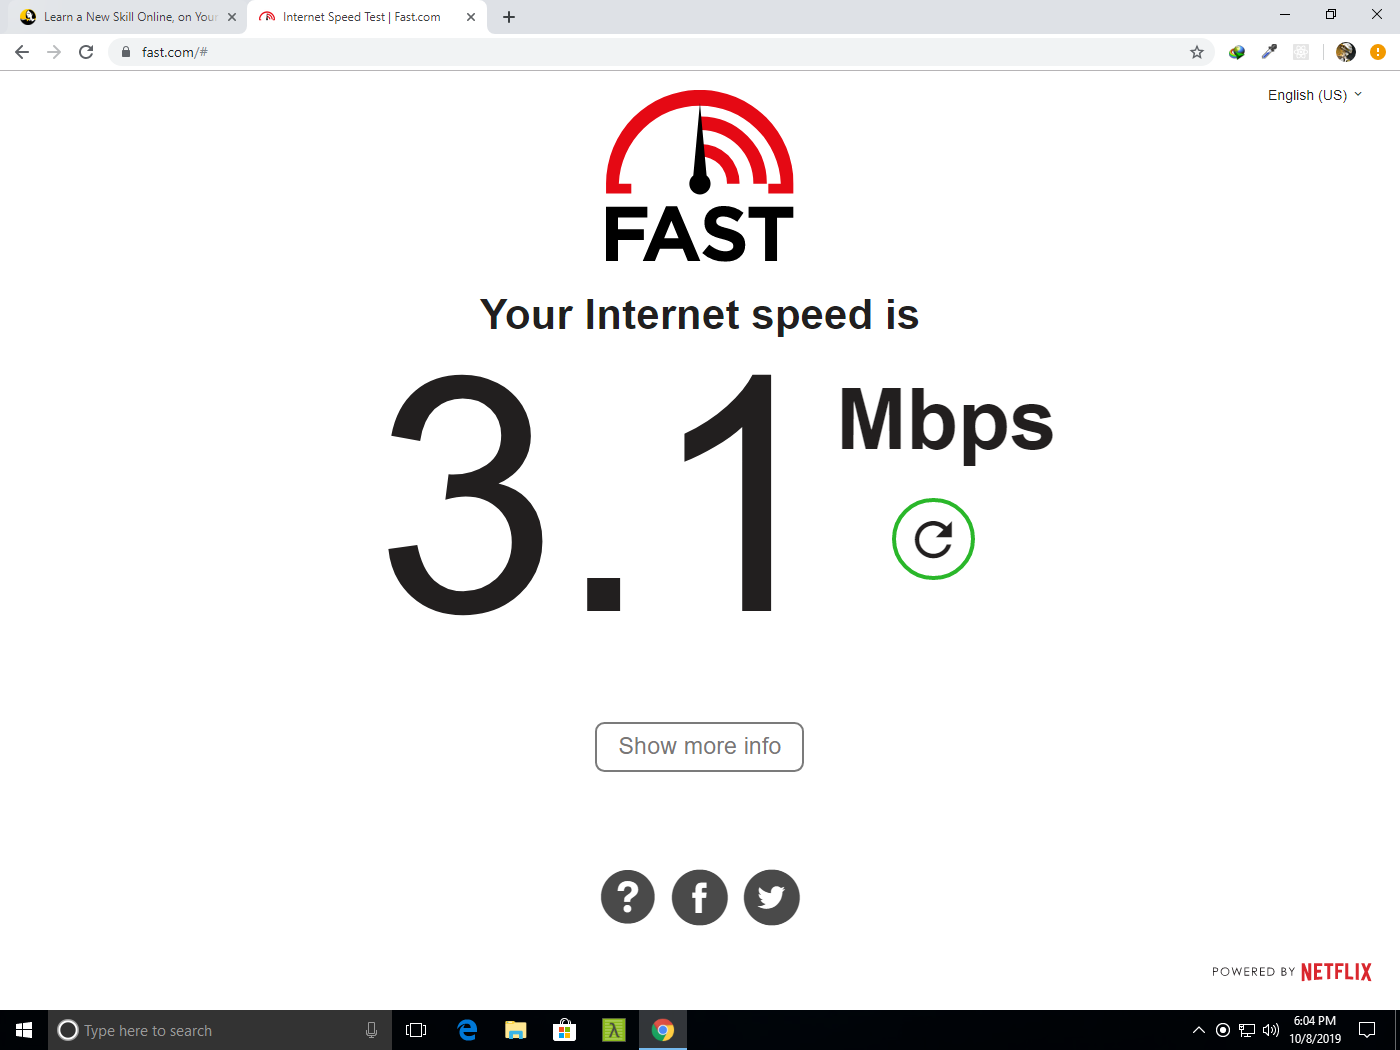 Learn a New Skill Online, on Your
Internet Speed Test | Fast.com
fast.com/#
English (US)
FAST
Your Internet speed is
3.1 Mbps
Show more info
POWERED BY NETFLIX
Type here to search
6:04 PM
10/8/2019